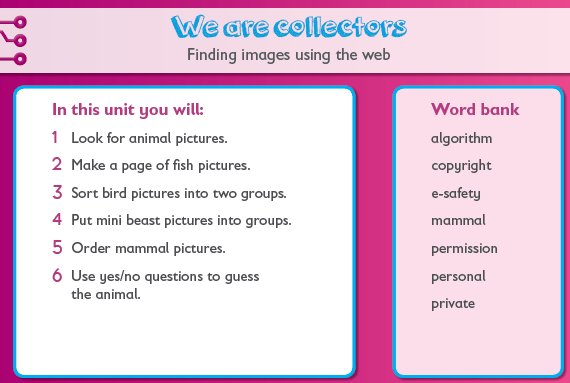 We are collectors
Finding images using the web
In this unit you will:
1 Look for animal pictures.
2 Make a page of fish pictures.
3 Sort bird pictures into two groups.
4 Put mini beast pictures into groups.
5 Order mammal pictures.
6 Use yes/no questions to guess
the animal.
Word bank
algorithm
copyright
e-safety
mammal
permission
personal
private